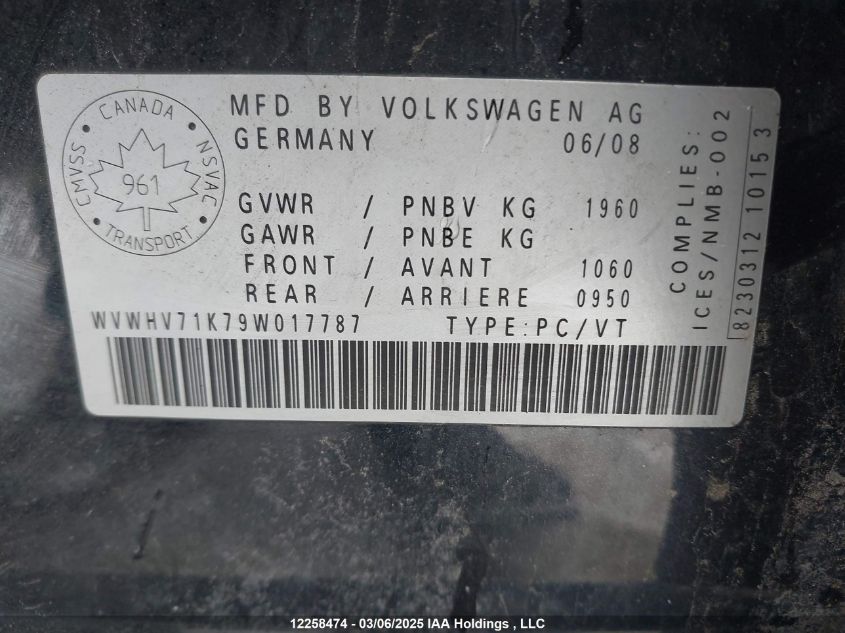 CANADA
CMVSS
NSVAC
961
TRANSPORT
MFD BY VOLKSWAGEN AG
GERMANY 06/08
GVWR / PNBV KG 1960
GAWR / PNBE KG
FRONT / AVANT 1060
REAR / ARRIERE 0950
WVWHV71K79W017787 TYPE:PC/VT
COMPLIES:
ICES/NMB-002
8230312 1015 3
12258474 - 03/06/2025 IAA Holdings , LLC